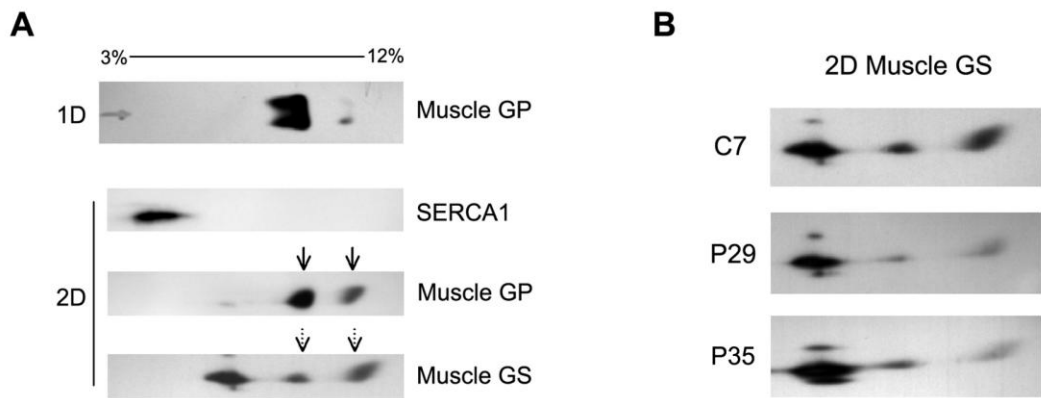 A
3% 12%
1D Muscle GP
SERCA1
2D Muscle GP
Muscle GS
B
2D Muscle GS
C7
P29
P35